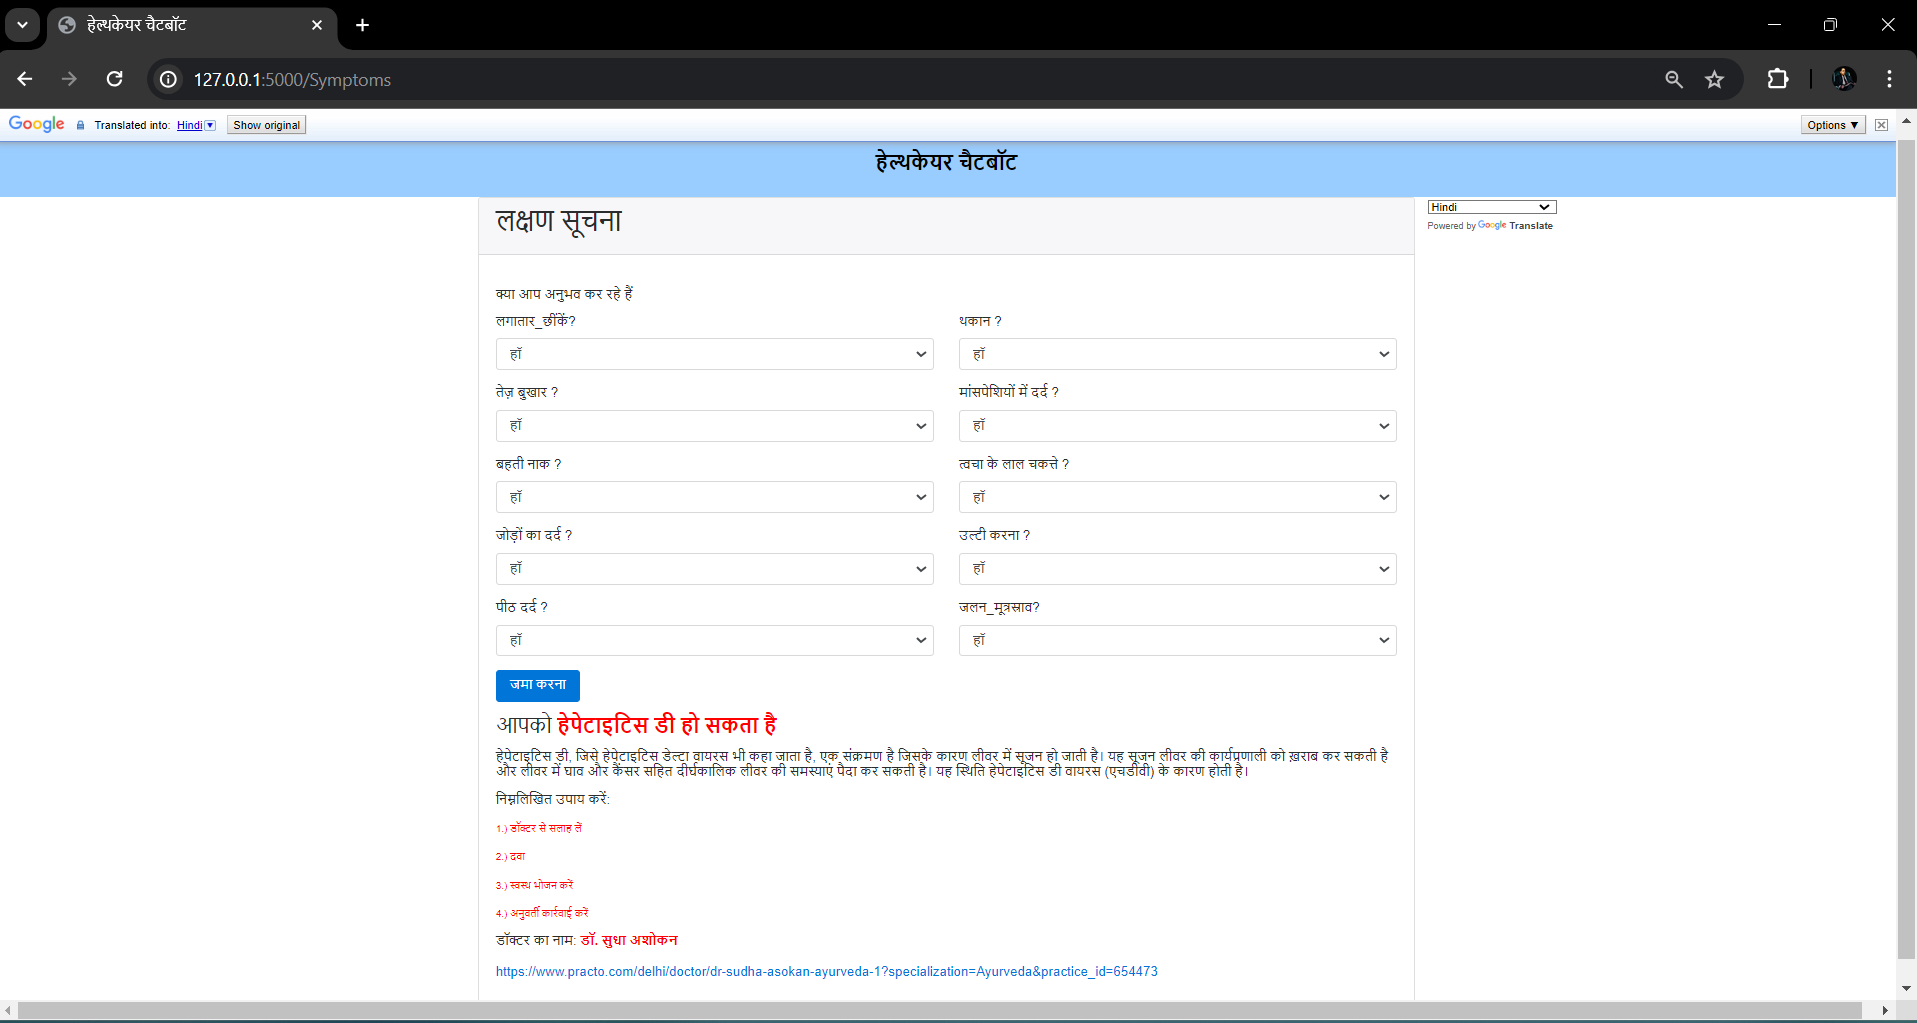 हेल्थकेयर चैटबॉट
127.0.0.1:5000/Symptoms
Google Translated into: Hindi Show original Options ▼
हेल्थकेयर चैटबॉट
लक्षण सूचना
Hindi
Powered by Google Translate
क्या आप अनुभव कर रहे हैं
लगातार_छींकें? थकान ?
हाॅ हाॅ
तेज़ बुखार ? मांसपेशियों में दर्द ?
हाॅ हाॅ
बहती नाक ? त्वचा के लाल चकत्ते ?
हाॅ हाॅ
जोड़ों का दर्द ? उल्टी करना ?
हाॅ हाॅ
पीठ दर्द ? जलन_मूत्रस्राव?
हाॅ हाॅ
जमा करना
आपको हेपेटाइटिस डी हो सकता है
हेपेटाइटिस डी, जिसे हेपेटाइटिस डेल्टा वायरस भी कहा जाता है, एक संक्रमण है जिसके कारण लीवर में सूजन हो जाती है। यह सूजन लीवर की कार्यप्रणाली को ख़राब कर सकती है
और लीवर में घाव और कैंसर सहित दीर्घकालिक लीवर की समस्याएं पैदा कर सकती है। यह स्थिति हेपेटाइटिस डी वायरस (एचडीवी) के कारण होती है।
निम्नलिखित उपाय करें:
1.) डॉक्टर से सलाह लें
2.) दवा
3.) स्वस्थ भोजन करें
4.) अनुवर्ती कार्रवाई करें
डॉक्टर का नाम: डॉ. सुधा अशोकन
https://www.practo.com/delhi/doctor/dr-sudha-asokan-ayurveda-1?specialization=Ayurveda&practice_id=654473